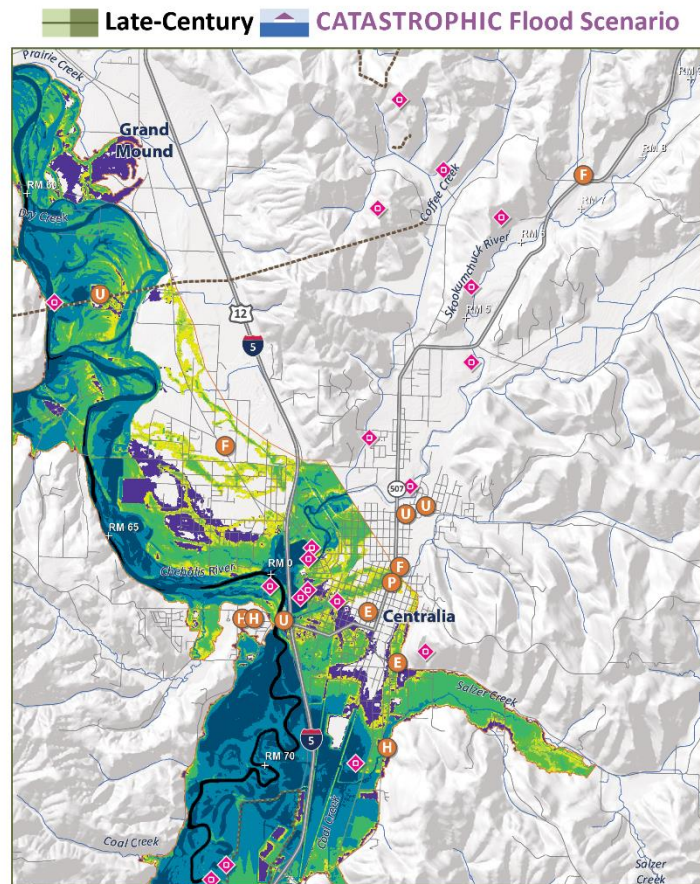 Late-Century CATASTROPHIC Flood Scenario
Prairie Creek
Grand
Mound
RM 8
F
RM 60
Coffee Creek
RM 7
Dry Creek
RM 6
Skookumchuck River
U
12
RM 5
5
F
507
U U
RM 65
RM 0
F
Chehalis River
P
E
H
U
Centralia
E
Salzer Creek
5
H
RM 70
Coal Creek
Coal Creek
Salzer
Creek